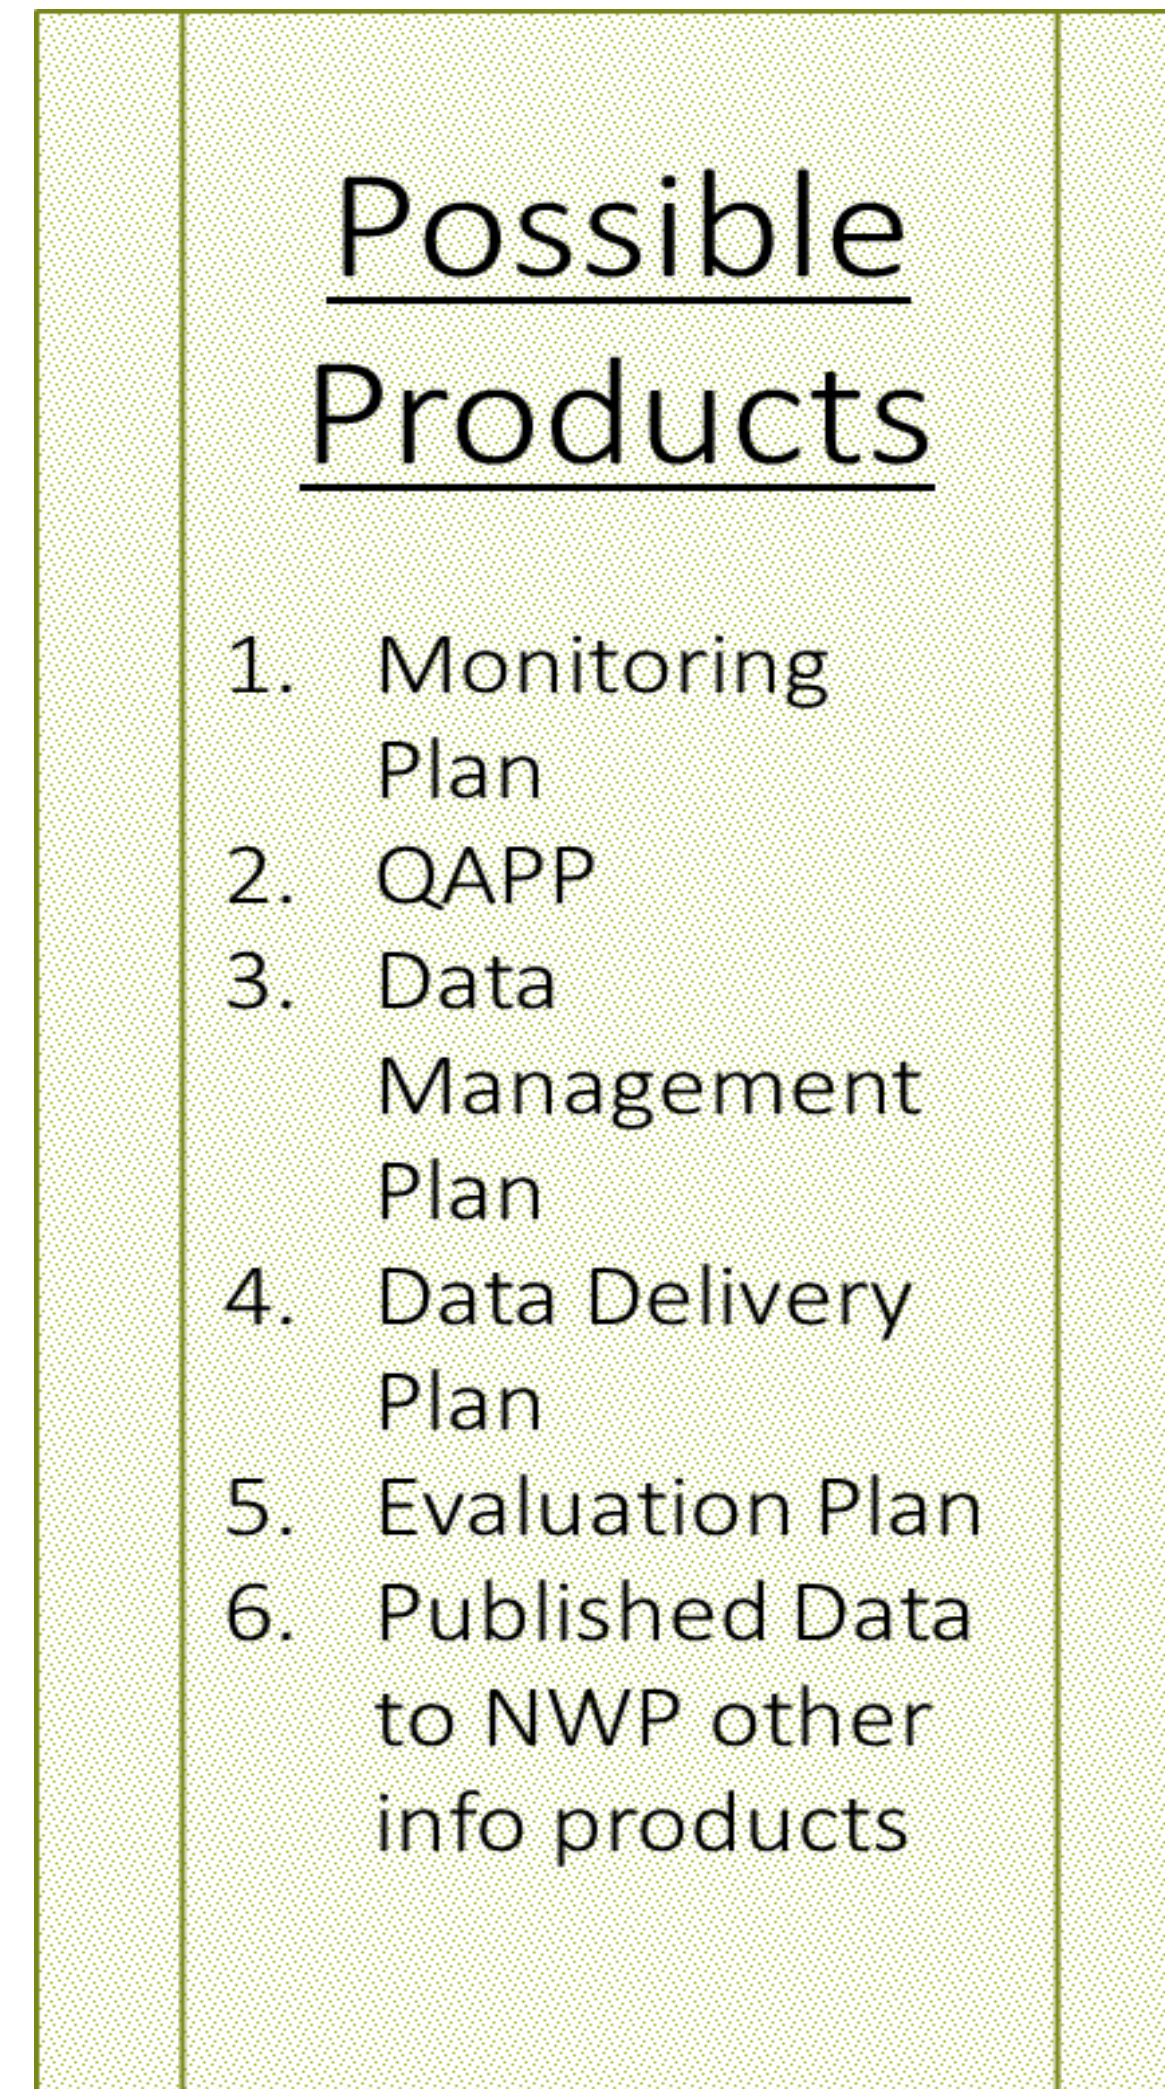 Possible
Products
1. Monitoring
Plan
2. QAPP
3. Data
Management
Plan
4. Data Delivery
Plan
5. Evaluation Plan
6. Published Data
to NWP other
info products